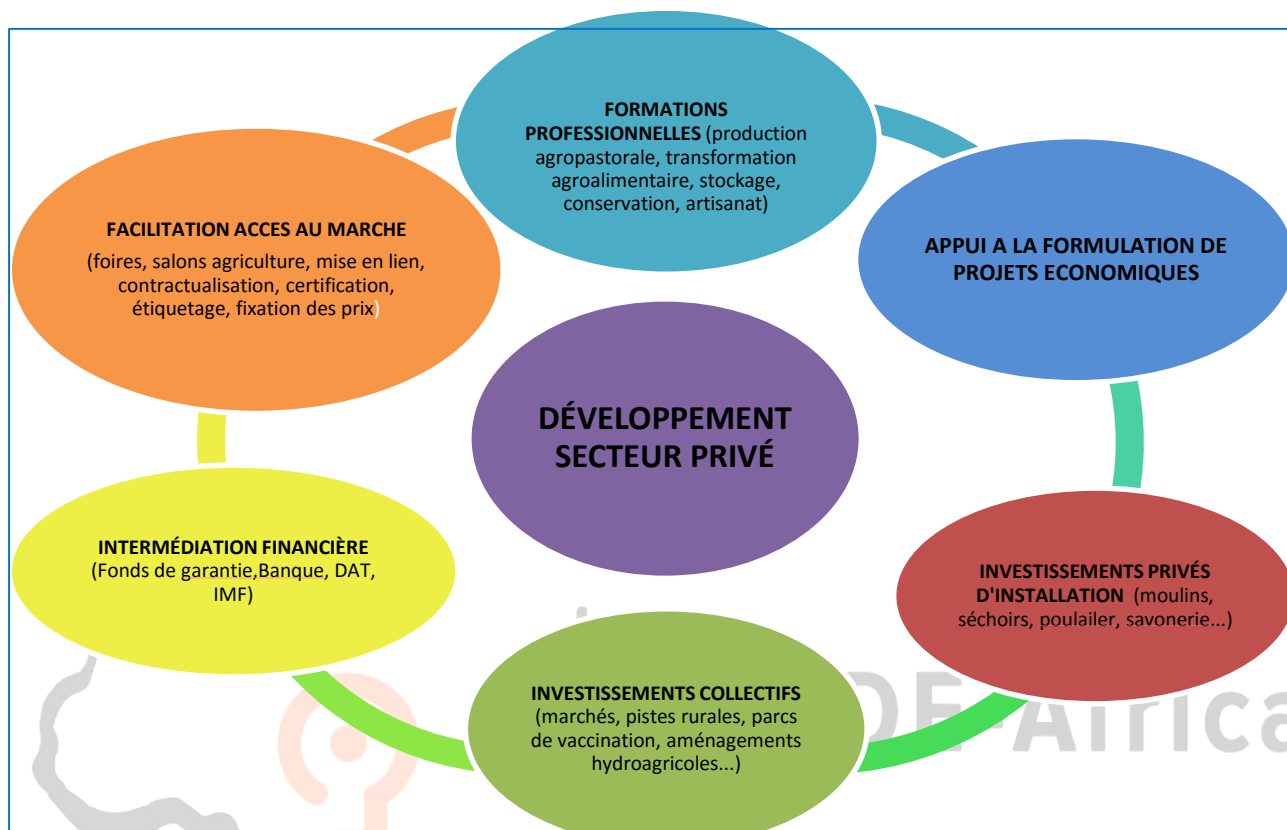 FORMATIONS
PROFESSIONNELLES (production
agropastorale, transformation
agroalimentaire, stockage,
conservation, artisanat)
FACILITATION ACCES AU MARCHE
(foires, salons agriculture, mise en lien,
contractualisation, certification,
étiquetage, fixation des prix)
APPUI A LA FORMULATION DE
PROJETS ECONOMIQUES
DÉVELOPPEMENT
SECTEUR PRIVÉ
INTERMÉDIATION FINANCIÈRE
(Fonds de garantie,Banque, DAT,
IMF)
INVESTISSEMENTS PRIVÉS
D'INSTALLATION (moulins,
séchoirs, poulailer, savonerie...)
INVESTISSEMENTS COLLECTIFS
(marchés, pistes rurales, parcs
de vaccination, aménagements
hydroagricoles...)